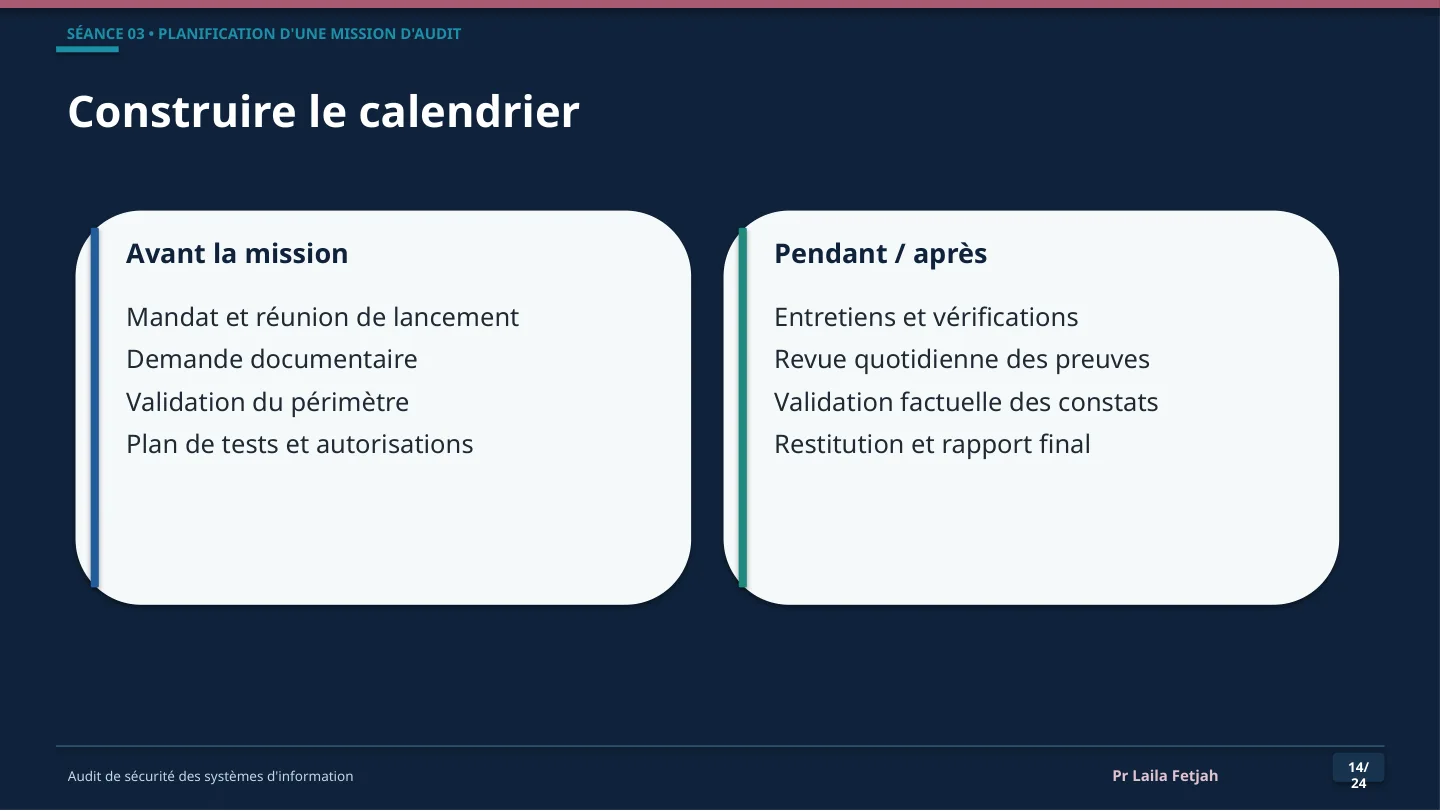 SÉANCE 03 • PLANIFICATION D'UNE MISSION D'AUDIT
Construire le calendrier
Avant la mission
Mandat et réunion de lancement
Demande documentaire
Validation du périmètre
Plan de tests et autorisations
Pendant / après
Entretiens et vérifications
Revue quotidienne des preuves
Validation factuelle des constats
Restitution et rapport final
Audit de sécurité des systèmes d'information
Pr Laila Fetjah
14/
24